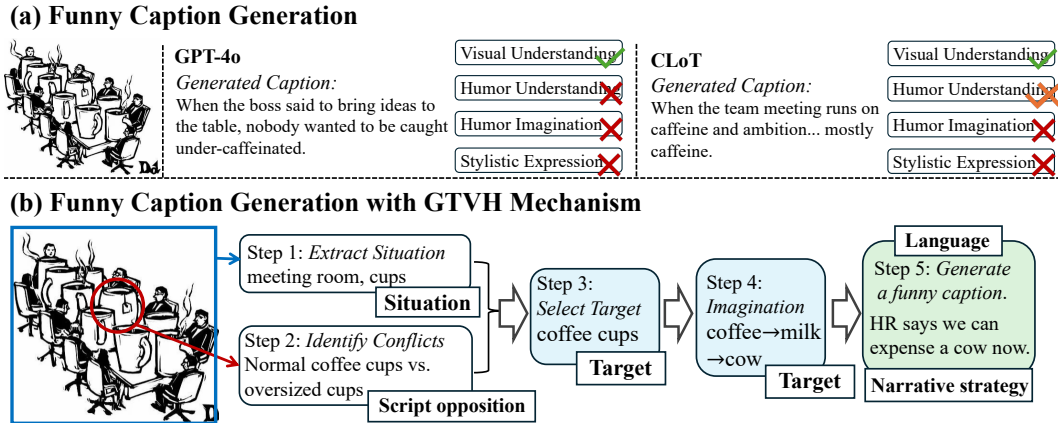 (a) Funny Caption Generation
GPT-4o
Generated Caption:
When the boss said to bring ideas to
the table, nobody wanted to be caught
under-caffeinated.
Visual Understanding
Humor Understanding
Humor Imagination
Stylistic Expression
CLoT
Generated Caption:
When the team meeting runs on
caffeine and ambition... mostly
caffeine.
Visual Understanding
Humor Understanding
Humor Imagination
Stylistic Expression
(b) Funny Caption Generation with GTVH Mechanism
Step 1: Extract Situation
meeting room, cups
Situation
Step 2: Identify Conflicts
Normal coffee cups vs.
oversized cups
Script opposition
Step 3:
Select Target
coffee cups
Target
Step 4:
Imagination
coffee→milk
→cow
Target
Language
Step 5: Generate
a funny caption.
HR says we can
expense a cow now.
Narrative strategy